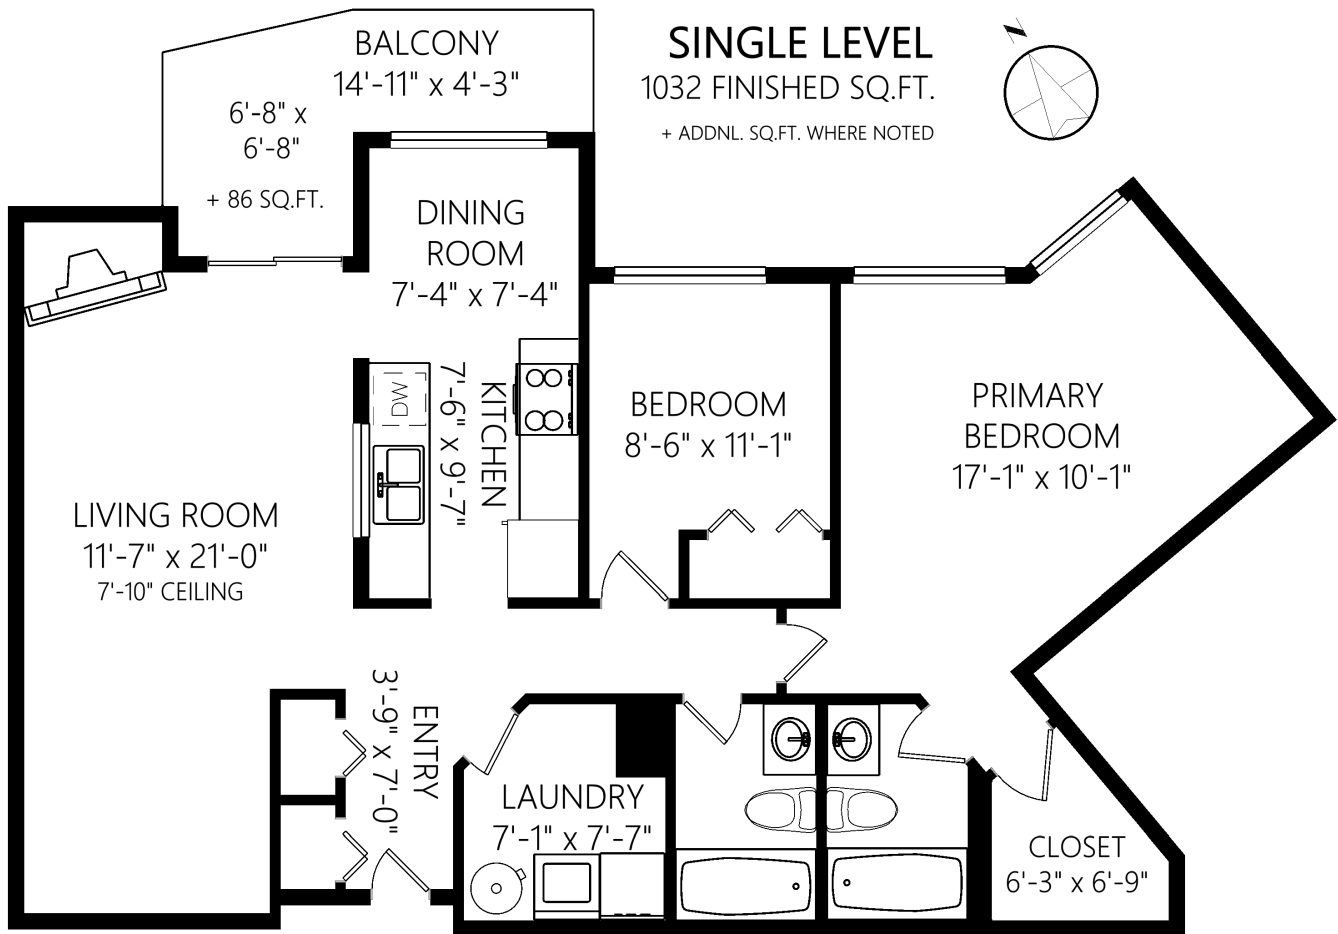 BALCONY
14'-11" x 4'-3"
6'-8" x
6'-8"
+ 86 SQ.FT.
SINGLE LEVEL
1032 FINISHED SQ.FT.
+ ADDNL. SQ.FT. WHERE NOTED
N
DINING
ROOM
7'-4" x 7'-4"
DW
KITCHEN
7'-6" x 9'-7"
BEDROOM
8'-6" x 11'-1"
PRIMARY
BEDROOM
17'-1" x 10'-1"
LIVING ROOM
11'-7" x 21'-0"
7'-10" CEILING
ENTRY
3'-9" x 7'-0"
LAUNDRY
7'-1" x 7'-7"
CLOSET
6'-3" x 6'-9"